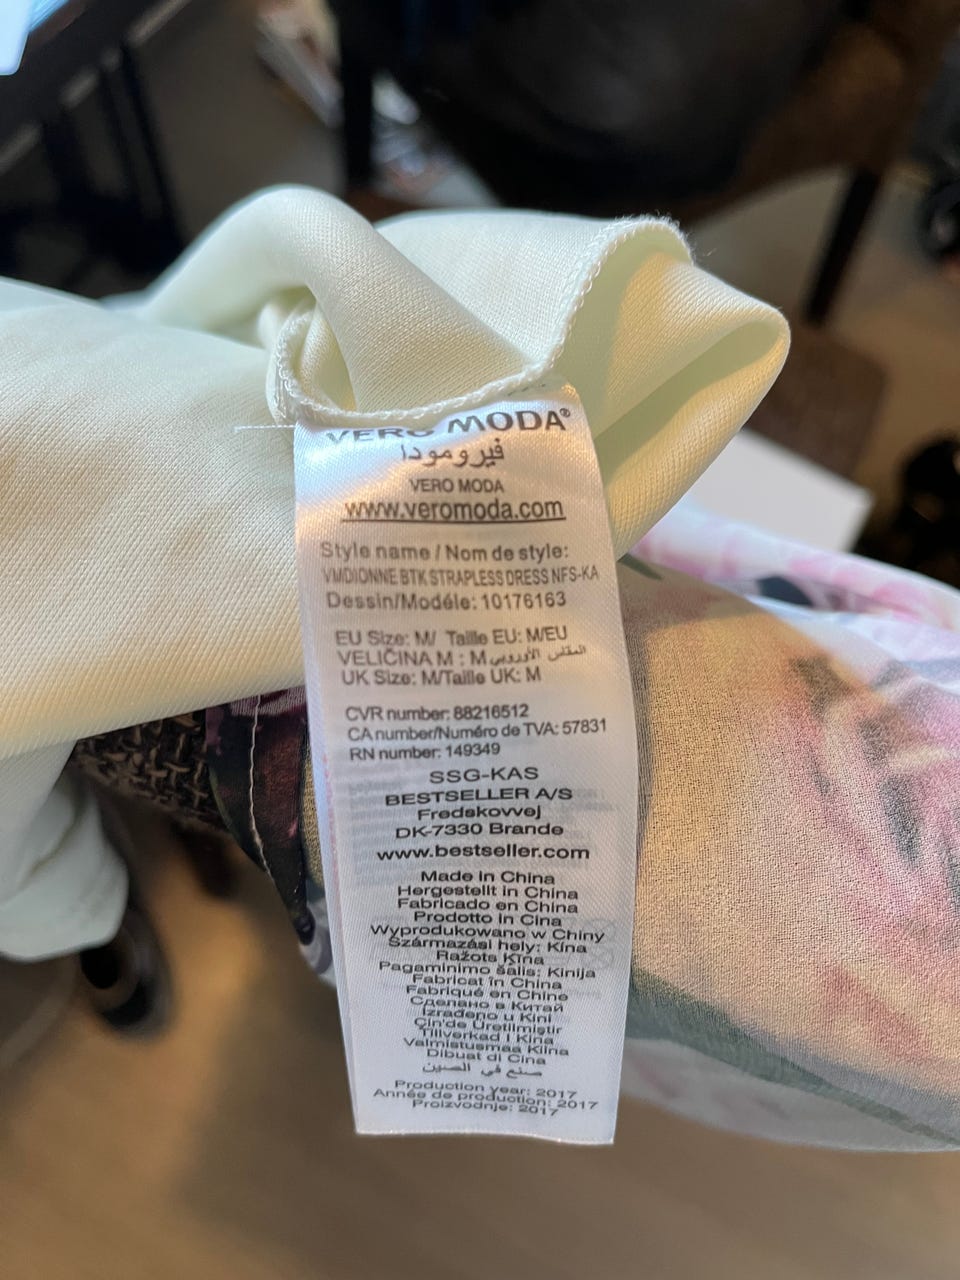 VERO MODA®
فيرومودا
VERO MODA
www.veromoda.com
Style name / Nom de style:
VMDIONNE BTK STRAPLESS DRESS NFS-KA
Dessin/Modéle: 10176163
EU Size: M/ Taille EU: M/EU
VELIČINA M : M المقاس الأوروبي
UK Size: M/Taille UK: M
CVR number: 88216512
CA number/Numéro de TVA: 57831
RN number: 149349
SSG-KAS
BESTSELLER A/S
Fredskovvej
DK-7330 Brande
www.bestseller.com
Made in China
Hergestellt in China
Fabricado en China
Prodotto in Cina
Wyprodukowano w Chiny
Származási hely: Kína
Ražots Ķīna
Pagaminimo šalis: Kinija
Fabricat în China
Fabriqué en Chine
Сделано в Китай
Izrađeno u Kini
Çin'de Üretilmiştir
Tillverkad i Kina
Valmistusmaa Kiina
Dibuat di Cina
صنع في الصين
Production year: 2017
Année de production: 2017
Proizvodnje: 2017